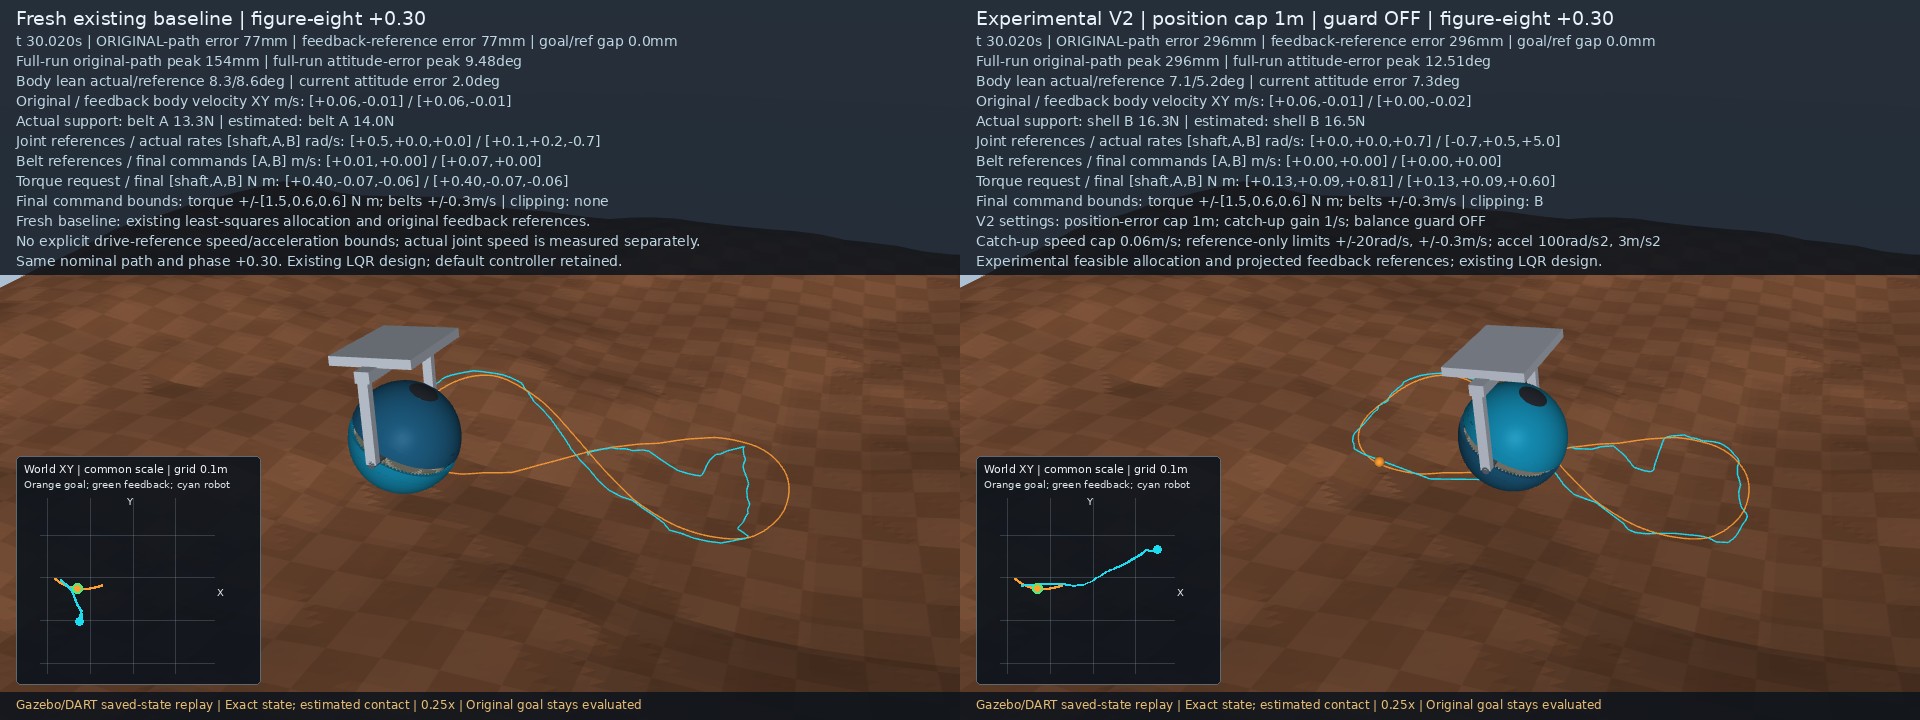 Fresh existing baseline | figure-eight +0.30
t 30.020s | ORIGINAL-path error 77mm | feedback-reference error 77mm | goal/ref gap 0.0mm
Full-run original-path peak 154mm | full-run attitude-error peak 9.48deg
Body lean actual/reference 8.3/8.6deg | current attitude error 2.0deg
Original / feedback body velocity XY m/s: [+0.06,-0.01] / [+0.06,-0.01]
Actual support: belt A 13.3N | estimated: belt A 14.0N
Joint references / actual rates [shaft,A,B] rad/s: [+0.5,+0.0,+0.0] / [+0.1,+0.2,-0.7]
Belt references / final commands [A,B] m/s: [+0.01,+0.00] / [+0.07,+0.00]
Torque request / final [shaft,A,B] N m: [+0.40,-0.07,-0.06] / [+0.40,-0.07,-0.06]
Final command bounds: torque +/-[1.5,0.6,0.6] N m; belts +/-0.3m/s | clipping: none
Fresh baseline: existing least-squares allocation and original feedback references.
No explicit drive-reference speed/acceleration bounds; actual joint speed is measured separately.
Same nominal path and phase +0.30. Existing LQR design; default controller retained.
World XY | common scale | grid 0.1m
Orange goal; green feedback; cyan robot
Y
X
Gazebo/DART saved-state replay | Exact state; estimated contact | 0.25x | Original goal stays evaluated
Experimental V2 | position cap 1m | guard OFF | figure-eight +0.30
t 30.020s | ORIGINAL-path error 296mm | feedback-reference error 296mm | goal/ref gap 0.0mm
Full-run original-path peak 296mm | full-run attitude-error peak 12.51deg
Body lean actual/reference 7.1/5.2deg | current attitude error 7.3deg
Original / feedback body velocity XY m/s: [+0.06,-0.01] / [+0.00,-0.02]
Actual support: shell B 16.3N | estimated: shell B 16.5N
Joint references / actual rates [shaft,A,B] rad/s: [+0.0,+0.0,+0.7] / [-0.7,+0.5,+5.0]
Belt references / final commands [A,B] m/s: [+0.00,+0.00] / [+0.00,+0.00]
Torque request / final [shaft,A,B] N m: [+0.13,+0.09,+0.81] / [+0.13,+0.09,+0.60]
Final command bounds: torque +/-[1.5,0.6,0.6] N m; belts +/-0.3m/s | clipping: B
V2 settings: position-error cap 1m; catch-up gain 1/s; balance guard OFF
Catch-up speed cap 0.06m/s; reference-only limits +/-20rad/s, +/-0.3m/s; accel 100rad/s2, 3m/s2
Experimental feasible allocation and projected feedback references; existing LQR design.
World XY | common scale | grid 0.1m
Orange goal; green feedback; cyan robot
Y
X
Gazebo/DART saved-state replay | Exact state; estimated contact | 0.25x | Original goal stays evaluated